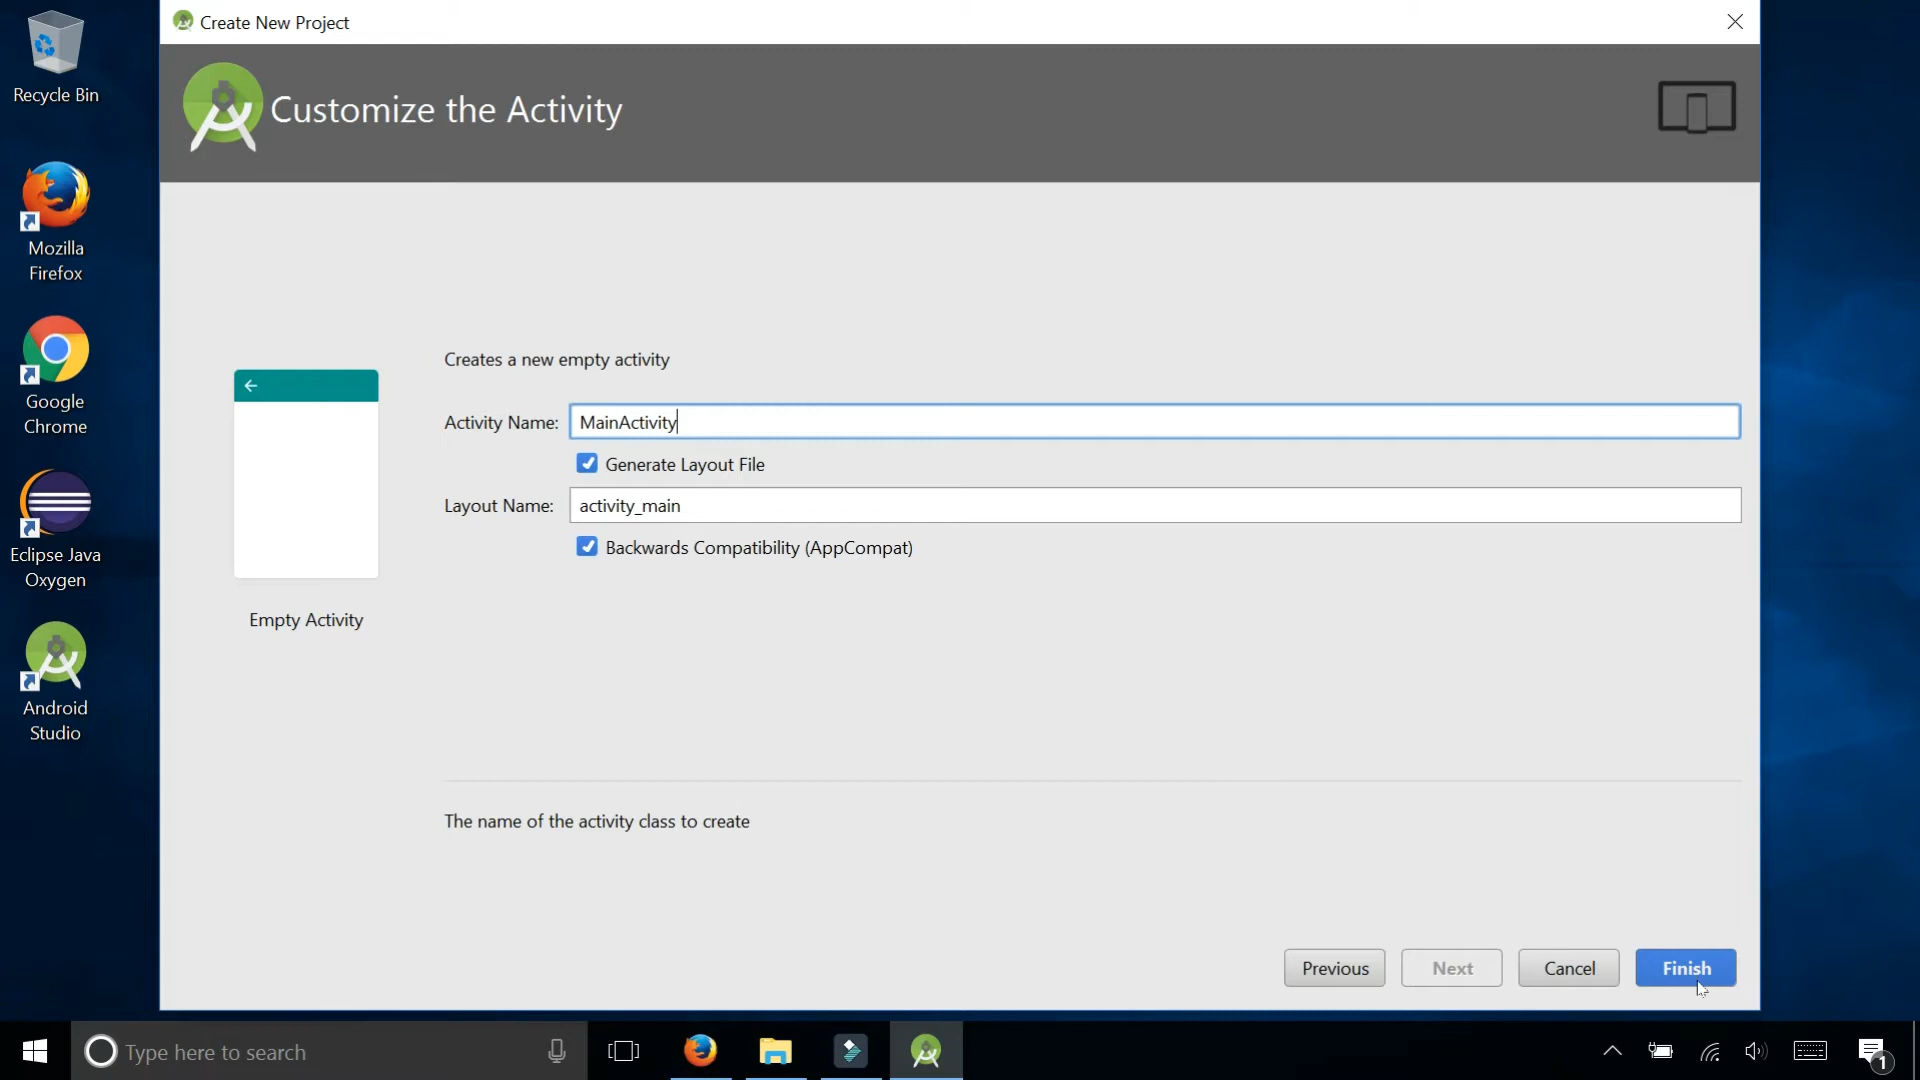 Create New Project
Customize the Activity
Recycle Bin
Mozilla
Firefox
Google
Chrome
Eclipse Java
Oxygen
Android
Studio
Creates a new empty activity
Activity Name: MainActivity
Generate Layout File
Layout Name: activity_main
Backwards Compatibility (AppCompat)
Empty Activity
The name of the activity class to create
Previous Next Cancel Finish
Type here to search
1